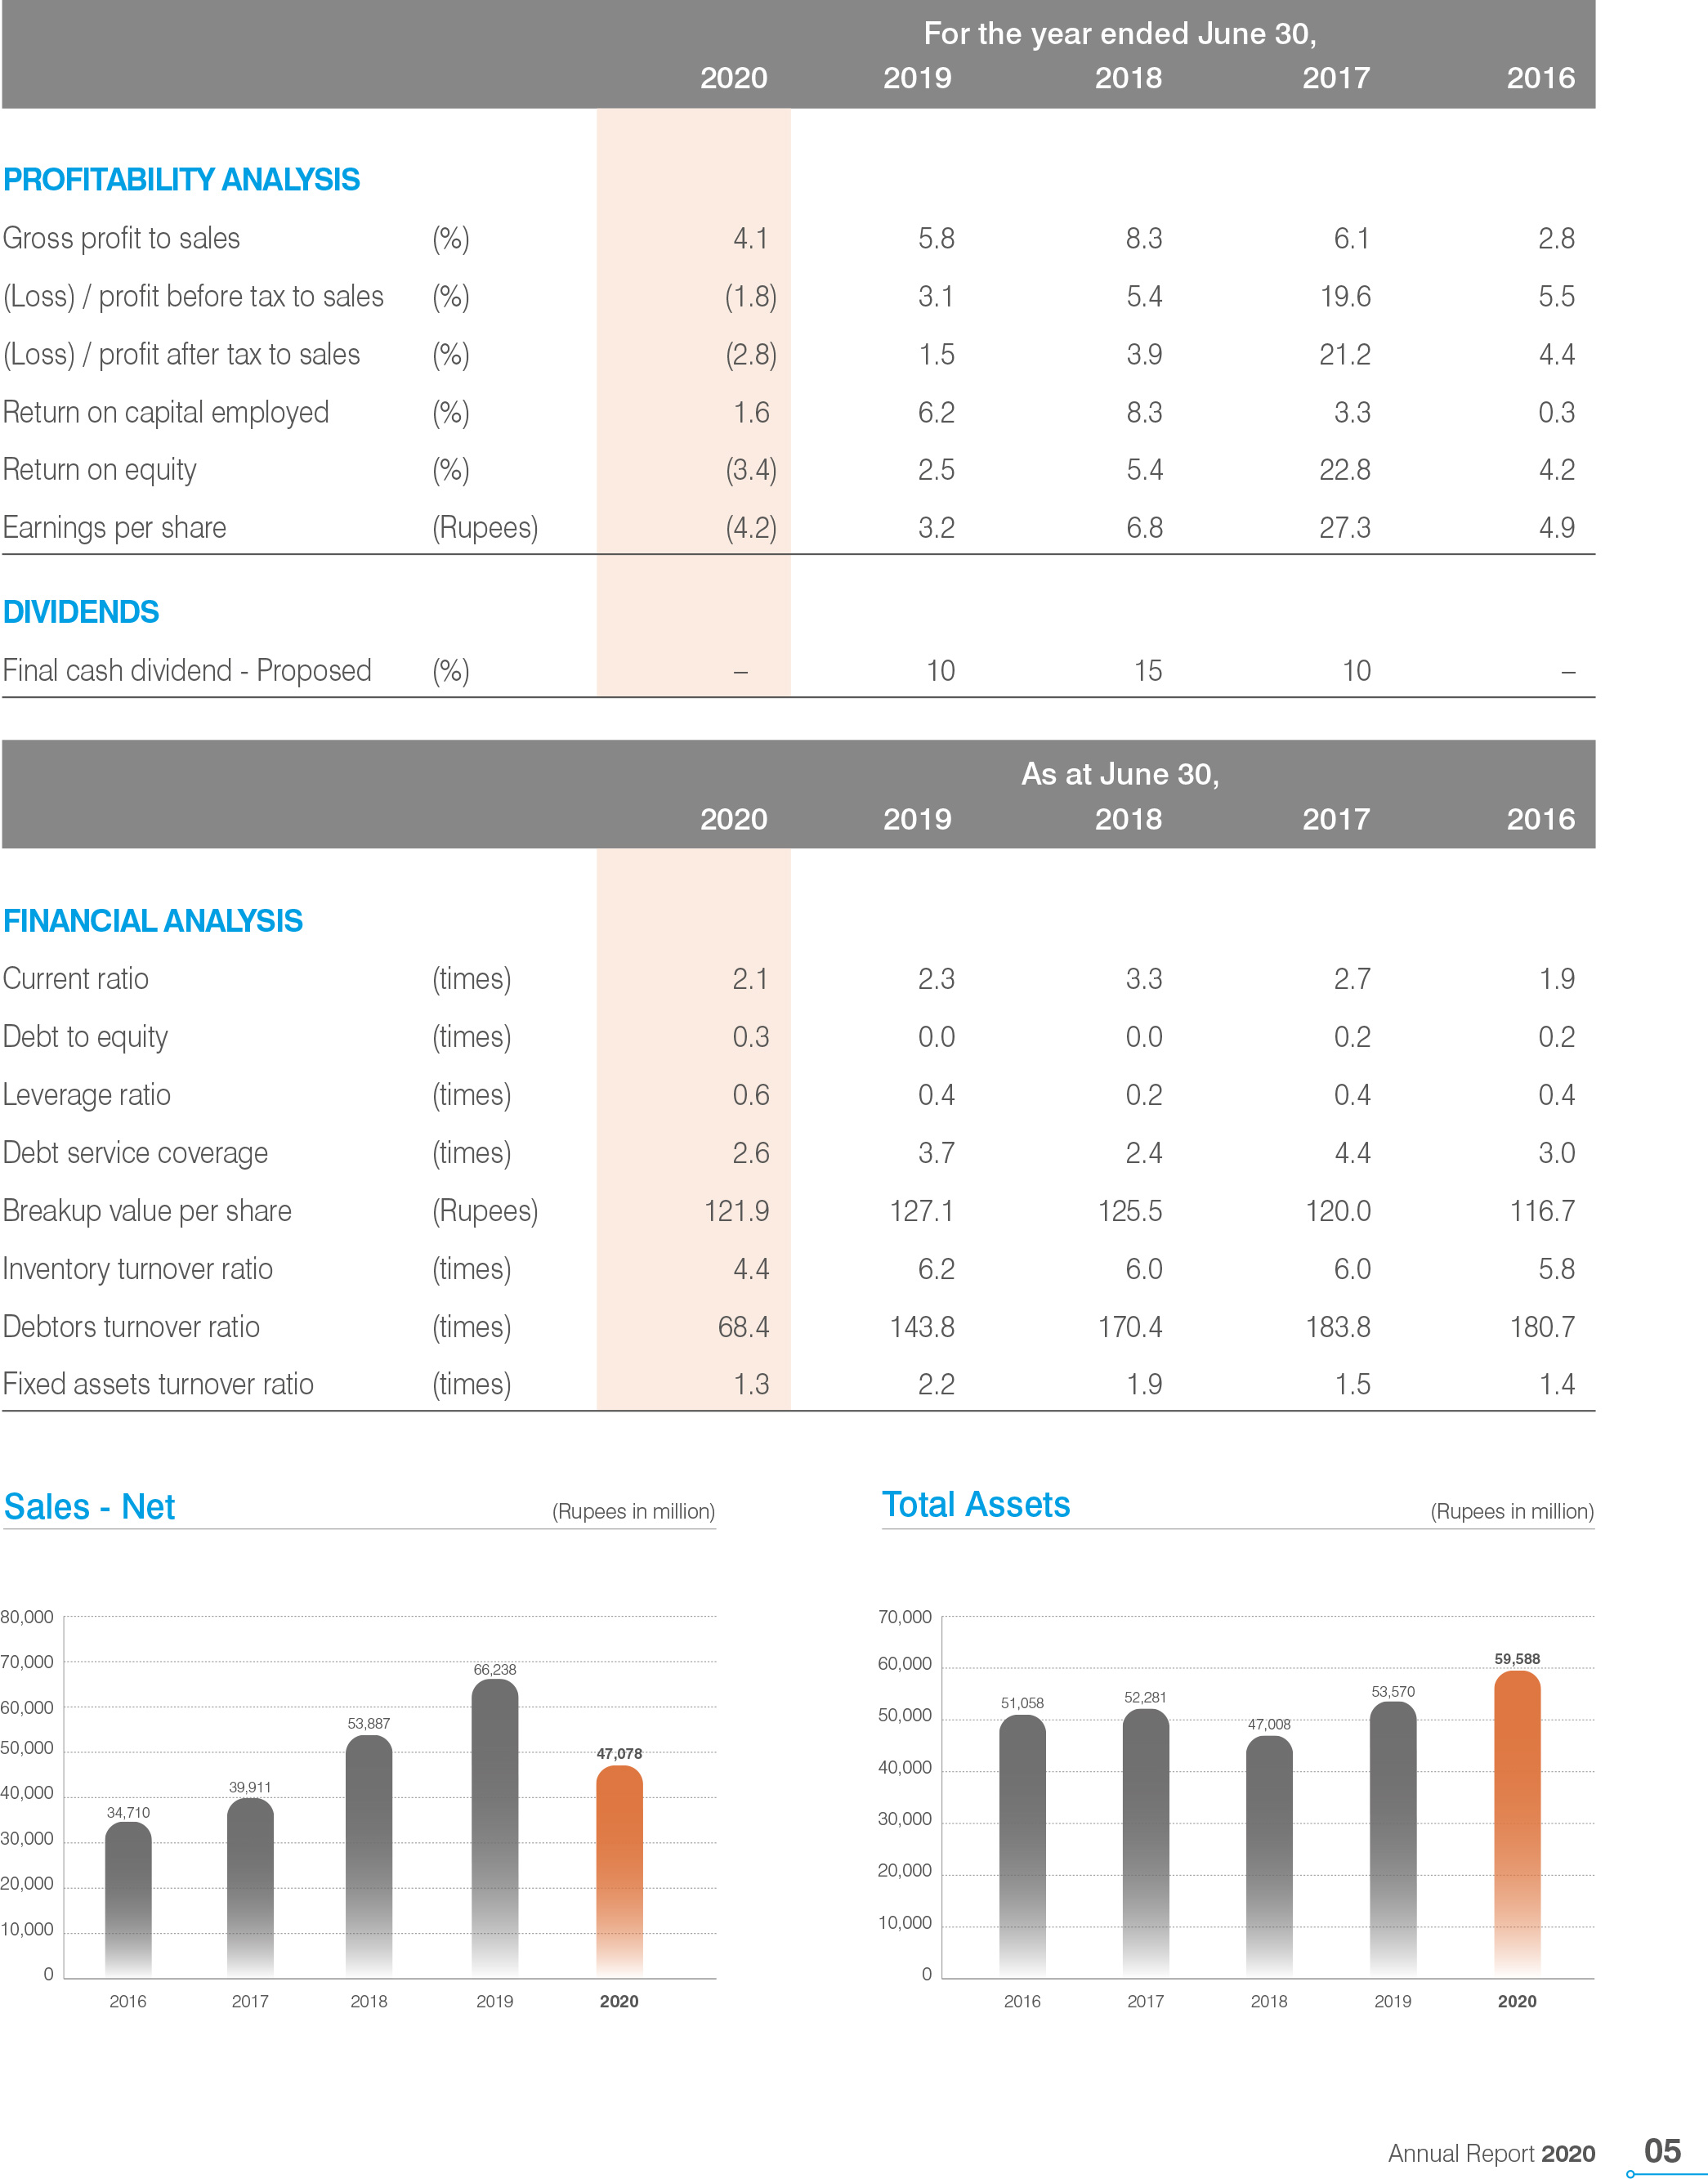 For the year ended June 30,
2020 2019 2018 2017 2016
PROFITABILITY ANALYSIS
Gross profit to sales (%) 4.1 5.8 8.3 6.1 2.8
(Loss) / profit before tax to sales (%) (1.8) 3.1 5.4 19.6 5.5
(Loss) / profit after tax to sales (%) (2.8) 1.5 3.9 21.2 4.4
Return on capital employed (%) 1.6 6.2 8.3 3.3 0.3
Return on equity (%) (3.4) 2.5 5.4 22.8 4.2
Earnings per share (Rupees) (4.2) 3.2 6.8 27.3 4.9
DIVIDENDS
Final cash dividend - Proposed (%) – 10 15 10 –
As at June 30,
2020 2019 2018 2017 2016
FINANCIAL ANALYSIS
Current ratio (times) 2.1 2.3 3.3 2.7 1.9
Debt to equity (times) 0.3 0.0 0.0 0.2 0.2
Leverage ratio (times) 0.6 0.4 0.2 0.4 0.4
Debt service coverage (times) 2.6 3.7 2.4 4.4 3.0
Breakup value per share (Rupees) 121.9 127.1 125.5 120.0 116.7
Inventory turnover ratio (times) 4.4 6.2 6.0 6.0 5.8
Debtors turnover ratio (times) 68.4 143.8 170.4 183.8 180.7
Fixed assets turnover ratio (times) 1.3 2.2 1.9 1.5 1.4
Sales - Net (Rupees in million)
80,000
70,000
60,000
50,000
40,000
30,000
20,000
10,000
0
34,710
39,911
53,887
66,238
47,078
2016 2017 2018 2019 2020
Total Assets (Rupees in million)
70,000
60,000
50,000
40,000
30,000
20,000
10,000
0
51,058
52,281
47,008
53,570
59,588
2016 2017 2018 2019 2020
Annual Report 2020 05